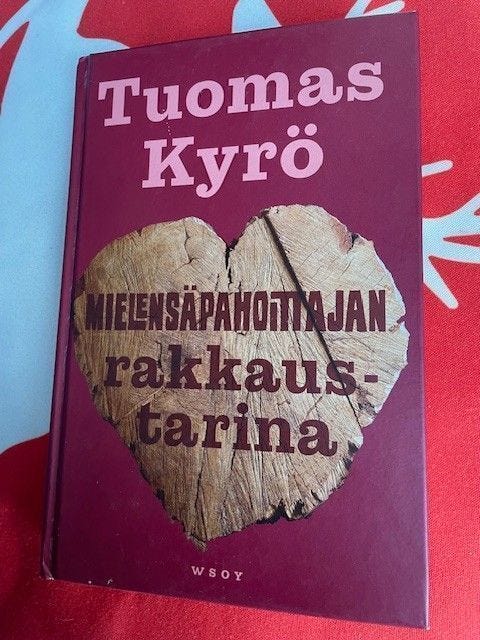 Tuomas
Kyrö
MIELENSÄPAHOITTAJAN
rakkaus-
tarina
WSOY